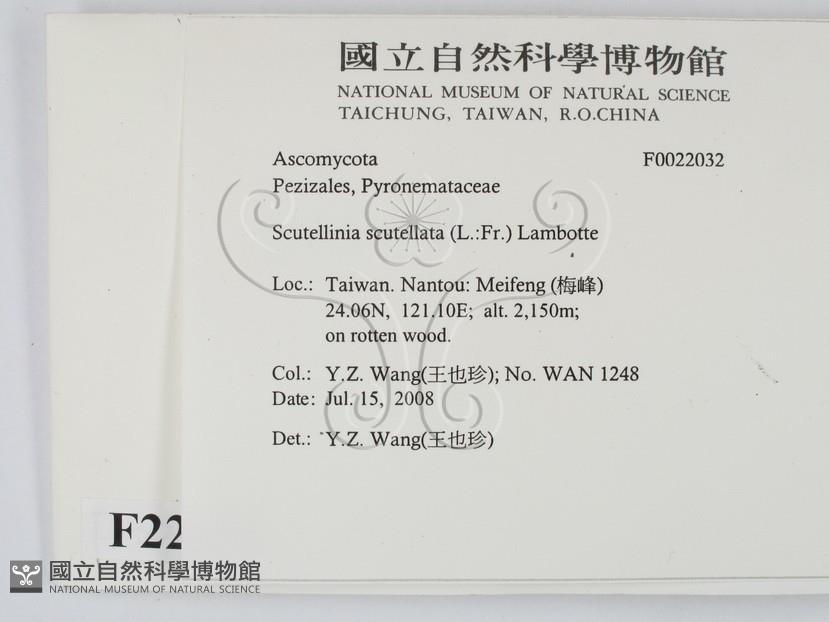 國立自然科學博物館
NATIONAL MUSEUM OF NATURAL SCIENCE
TAICHUNG, TAIWAN, R.O.CHINA
Ascomycota F0022032
Pezizales, Pyronemataceae
Scutellinia scutellata (L.:Fr.) Lambotte
Loc.: Taiwan. Nantou: Meifeng (梅峰)
24.06N, 121.10E; alt. 2,150m;
on rotten wood.
Col.: Y.Z. Wang(王也珍); No. WAN 1248
Date: Jul. 15, 2008
Det.: Y.Z. Wang(王也珍)
F22
國立自然科學博物館
NATIONAL MUSEUM OF NATURAL SCIENCE